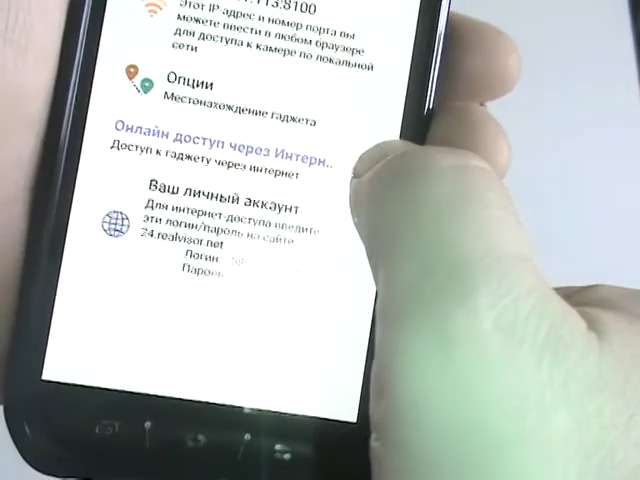 113:8100
Этот IP адрес и номер порта вы
можете ввести в любом браузере
для доступа к камере по локальной
сети
Опции
Местонахождение гаджета
Онлайн доступ через Интерн..
Доступ к гаджету через интернет
Ваш личный аккаунт
Для интернет-доступа введите
эти логин/пароль на сайте
24.realvisor.net
Логин
Пароль